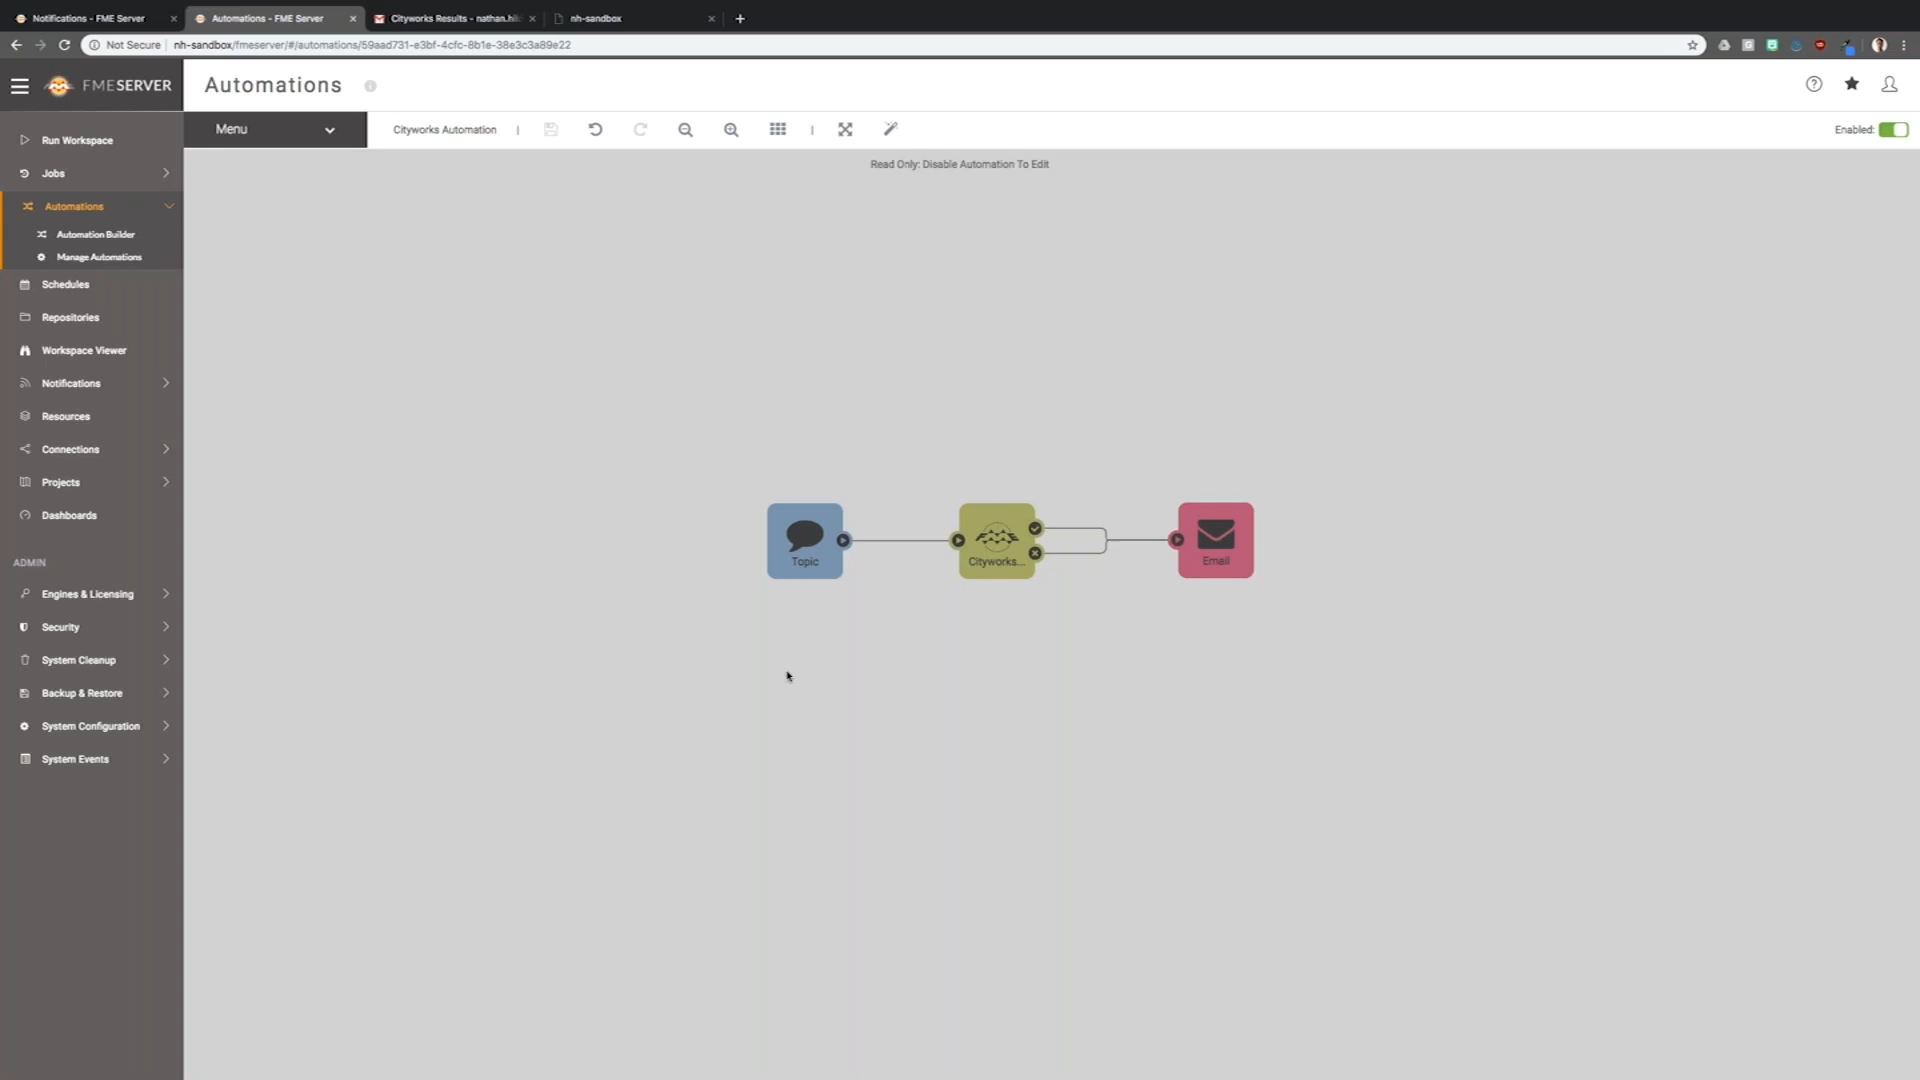 Notifications - FME Server
Automations - FME Server
Cityworks Results - nathan.hil
nh-sandbox
Not Secure
nh-sandbox/fmeserver/#/automations/59aad731-e3bf-4cfc-8b1e-38e3c3a89e22
FMESERVER
Automations
Menu
Cityworks Automation
Enabled:
Read Only: Disable Automation To Edit
Run Workspace
Jobs
Automations
Automation Builder
Manage Automations
Schedules
Repositories
Workspace Viewer
Notifications
Resources
Connections
Projects
Dashboards
ADMIN
Engines & Licensing
Security
System Cleanup
Backup & Restore
System Configuration
System Events
Topic
Cityworks...
Email